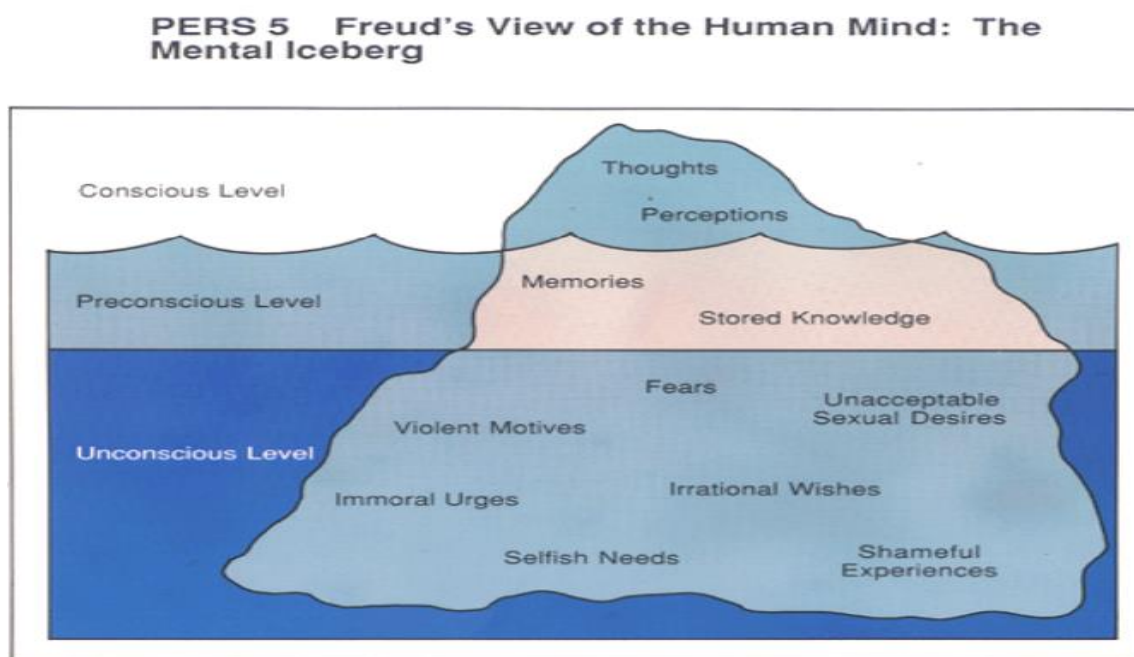 PERS 5 Freud's View of the Human Mind: The
Mental Iceberg
Conscious Level
Thoughts
Perceptions
Preconscious Level
Memories
Stored Knowledge
Unconscious Level
Fears
Unacceptable
Sexual Desires
Violent Motives
Immoral Urges
Irrational Wishes
Selfish Needs
Shameful
Experiences